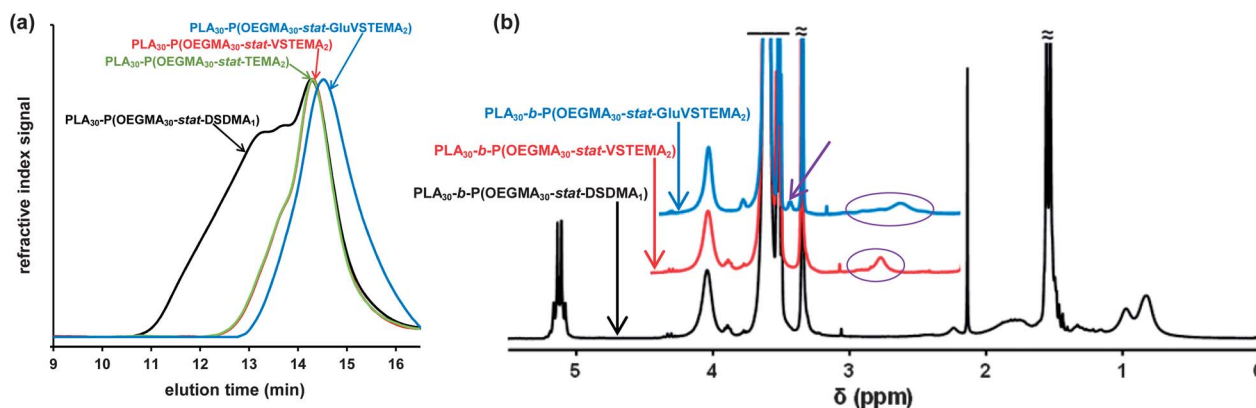 (a)
PLA₃₀-P(OEGMA₃₀-stat-GluVSTEMA₂)
PLA₃₀-P(OEGMA₃₀-stat-VSTEMA₂)
PLA₃₀-P(OEGMA₃₀-stat-TEMA₂)
PLA₃₀-P(OEGMA₃₀-stat-DSDMA₁)
refractive index signal
9 10 11 12 13 14 15 16
elution time (min)
(b)
≈ ≈
PLA₃₀-b-P(OEGMA₃₀-stat-GluVSTEMA₂)
PLA₃₀-b-P(OEGMA₃₀-stat-VSTEMA₂)
PLA₃₀-b-P(OEGMA₃₀-stat-DSDMA₁)
5 4 3 2 1 0
δ (ppm)